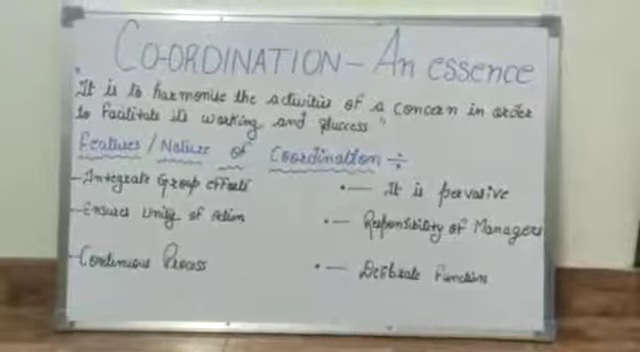 CO-ORDINATION – An essence
"It is to harmonise the activities of a concern in order
to facilitate its working and success"
Features / Nature of Coordination :-
- Integrate Group efforts
- Ensures Unity of Action
- Continuous Process
• — It is pervasive
• — Responsibility of Managers
• — Delibrate Function